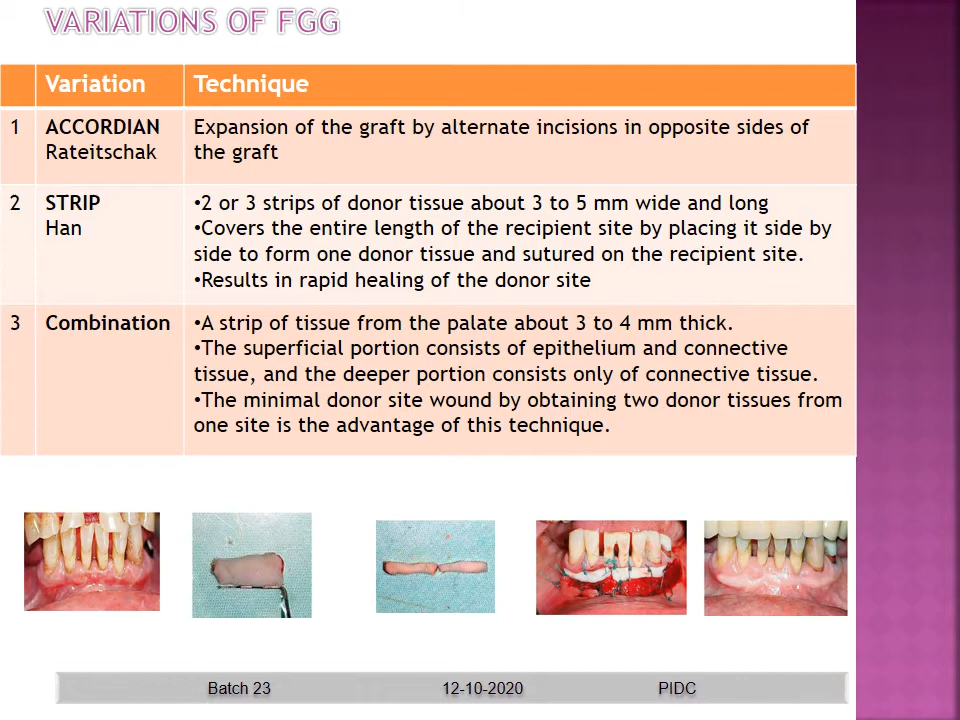 VARIATIONS OF FGG
Variation Technique
1 ACCORDIAN Expansion of the graft by alternate incisions in opposite sides of
Rateitschak the graft
2 STRIP •2 or 3 strips of donor tissue about 3 to 5 mm wide and long
Han •Covers the entire length of the recipient site by placing it side by
side to form one donor tissue and sutured on the recipient site.
•Results in rapid healing of the donor site
3 Combination •A strip of tissue from the palate about 3 to 4 mm thick.
•The superficial portion consists of epithelium and connective
tissue, and the deeper portion consists only of connective tissue.
•The minimal donor site wound by obtaining two donor tissues from
one site is the advantage of this technique.
Batch 23 12-10-2020 PIDC